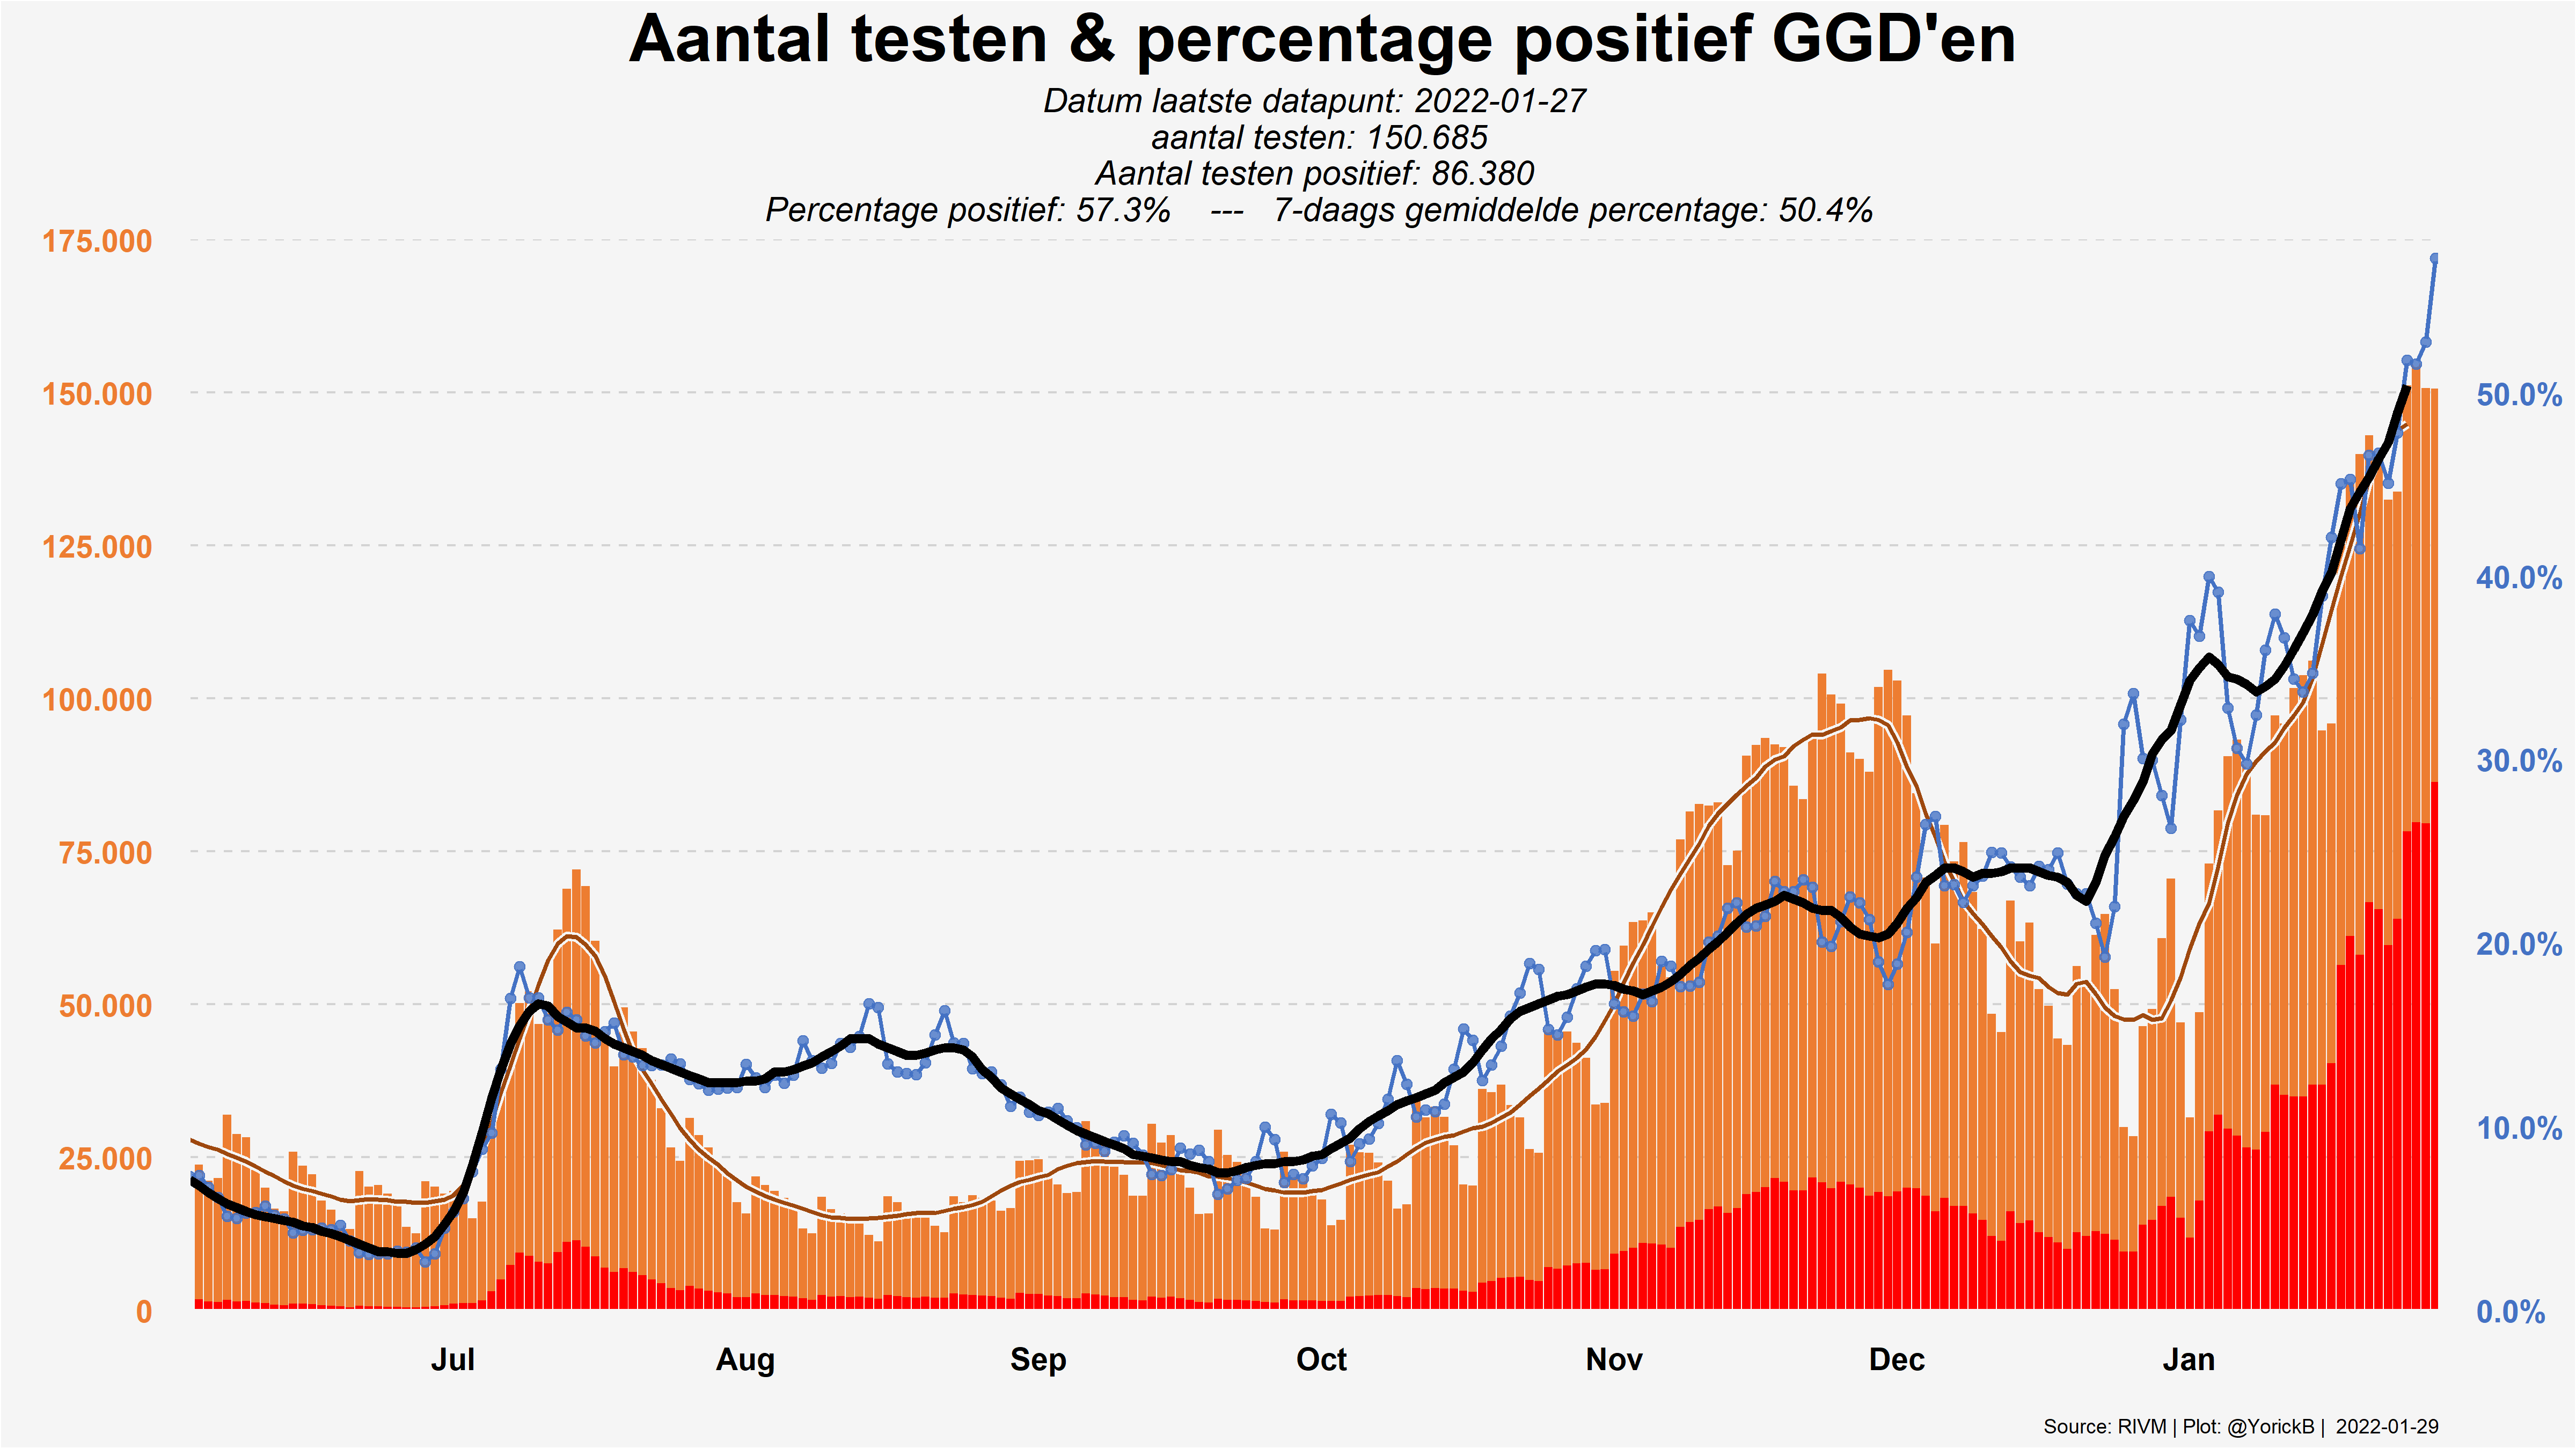 Aantal testen & percentage positief GGD'en
Datum laatste datapunt: 2022-01-27
aantal testen: 150.685
Aantal testen positief: 86.380
Percentage positief: 57.3% --- 7-daags gemiddelde percentage: 50.4%
175.000
150.000
125.000
100.000
75.000
50.000
25.000
0
50.0%
40.0%
30.0%
20.0%
10.0%
0.0%
Jul Aug Sep Oct Nov Dec Jan
Source: RIVM | Plot: @YorickB | 2022-01-29